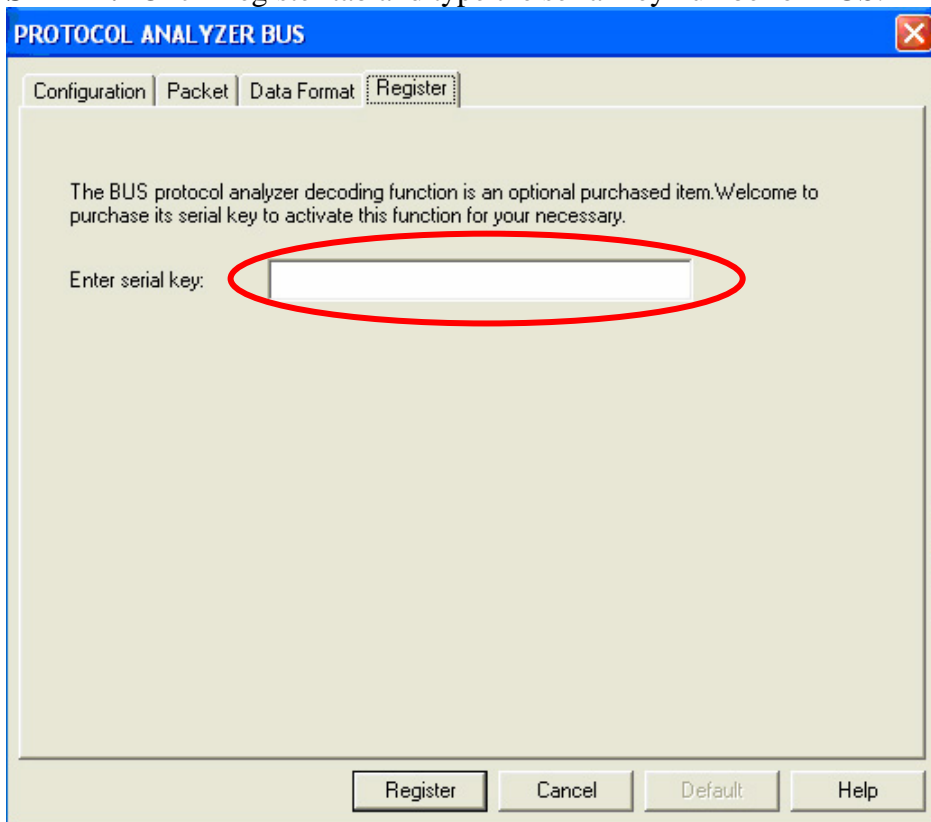 PROTOCOL ANALYZER BUS
Configuration Packet Data Format Register
The BUS protocol analyzer decoding function is an optional purchased item.Welcome to
purchase its serial key to activate this function for your necessary.
Enter serial key:
Register Cancel Default Help